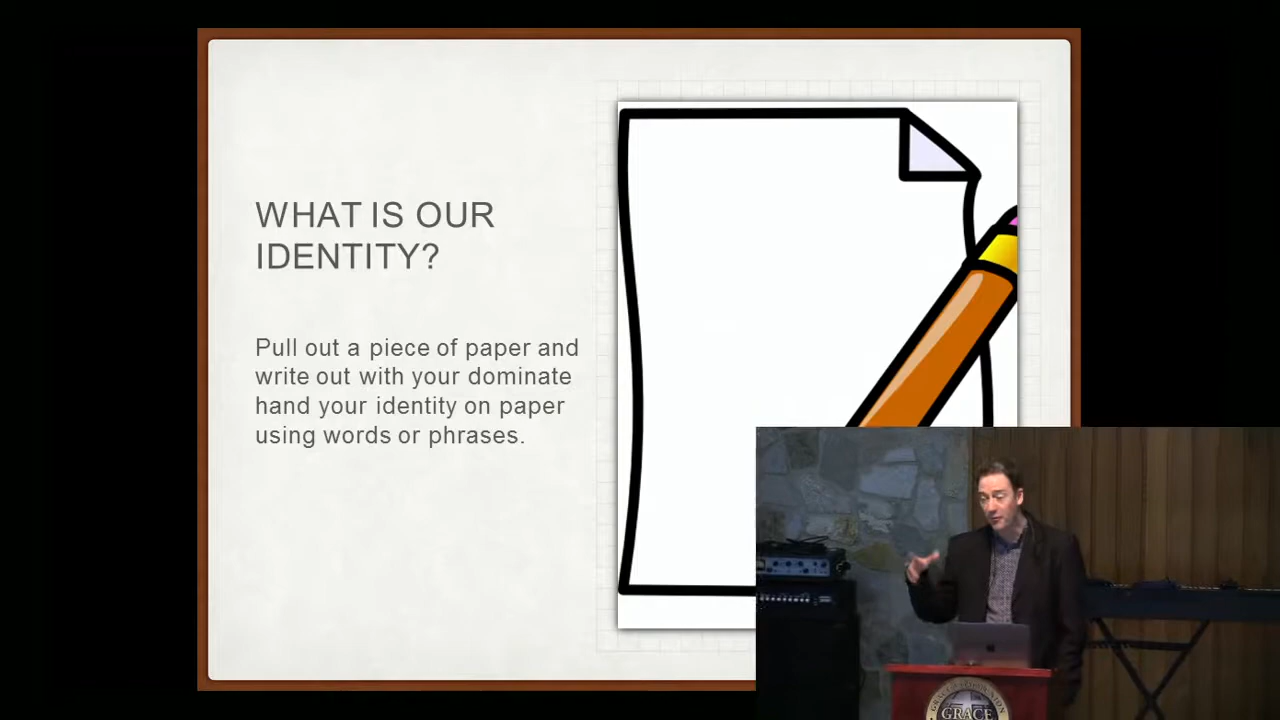 WHAT IS OUR
IDENTITY?
Pull out a piece of paper and
write out with your dominate
hand your identity on paper
using words or phrases.
GRACE